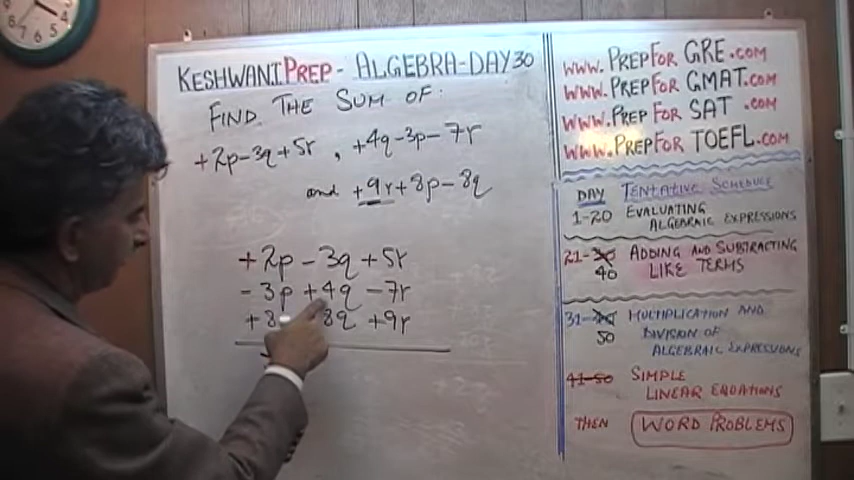 KESHWANI PREP - ALGEBRA-DAY 30
FIND THE SUM OF:
+2p-3q+5r , +4q-3p-7r
and +9r+8p-8q
+2p -3q +5r
-3p +4q -7r
+8 8q +9r
www.PREPFOR GRE.COM
www.PREPFOR GMAT.COM
www.PREP FOR SAT .COM
www.PREPFOR TOEFL.COM
DAY TENTATIVE SCHEDULE
1-20 EVALUATING
ALGEBRAIC EXPRESSIONS
21-30 ADDING AND SUBTRACTING
40 LIKE TERMS
31-40 MULTIPLICATION AND
50 DIVISION OF
ALGEBRAIC EXPRESSIONS
41-50 SIMPLE
LINEAR EQUATIONS
THEN WORD PROBLEMS